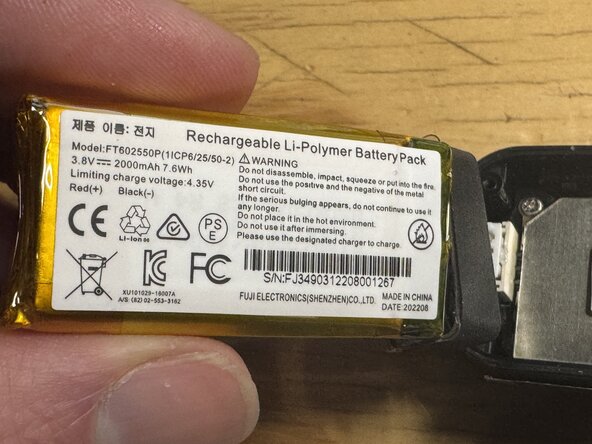 제품 이름: 전지
Rechargeable Li-Polymer Battery Pack
Model:FT602550P(1ICP6/25/50-2)
3.8V⎓2000mAh 7.6Wh
Limiting charge voltage:4.35V
Red(+) Black(-)
⚠WARNING
Do not disassemble, impact, squeeze or put into the fire.
Do not use the positive and the negative of the metal
short circuit.
If the serious bulging appears, do not continue to use it
any longer.
Do not place it in the hot environment.
Do not use it after immersing.
Please use the designated charger to charge.
CE
Li-ion 00
PS
E
FC
XU101029-16007A
A/S (82) 02-553-3162
S/N:FJ3490312208001267
FUJI ELECTRONICS(SHENZHEN)CO.,LTD.
MADE IN CHINA
DATE:202208